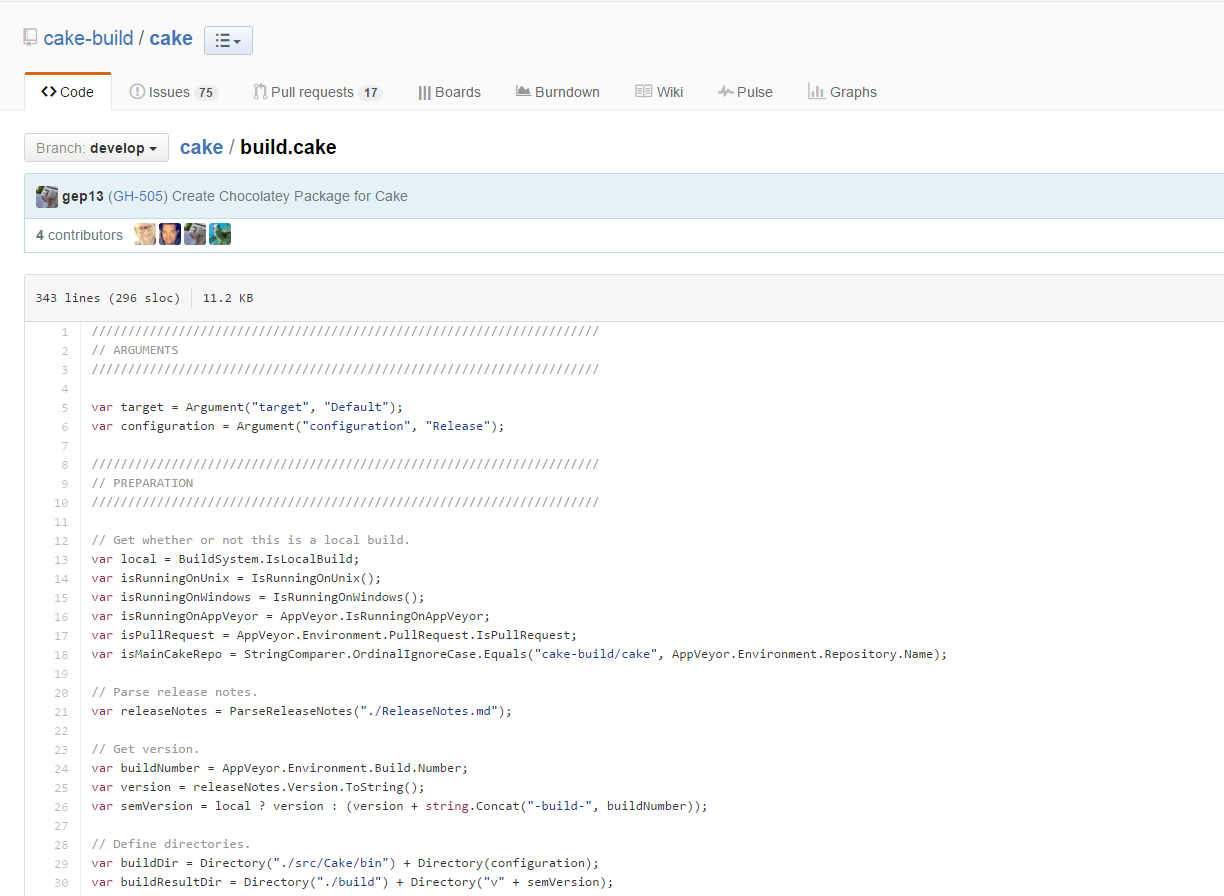 cake-build / cake
Code Issues 75 Pull requests 17 Boards Burndown Wiki Pulse Graphs
Branch: develop cake / build.cake
gep13 (GH-505) Create Chocolatey Package for Cake
4 contributors
343 lines (296 sloc) 11.2 KB
1 //////////////////////////////////////////////////////////////////////
2 // ARGUMENTS
3 //////////////////////////////////////////////////////////////////////
4
5 var target = Argument("target", "Default");
6 var configuration = Argument("configuration", "Release");
7
8 //////////////////////////////////////////////////////////////////////
9 // PREPARATION
10 //////////////////////////////////////////////////////////////////////
11
12 // Get whether or not this is a local build.
13 var local = BuildSystem.IsLocalBuild;
14 var isRunningOnUnix = IsRunningOnUnix();
15 var isRunningOnWindows = IsRunningOnWindows();
16 var isRunningOnAppVeyor = AppVeyor.IsRunningOnAppVeyor;
17 var isPullRequest = AppVeyor.Environment.PullRequest.IsPullRequest;
18 var isMainCakeRepo = StringComparer.OrdinalIgnoreCase.Equals("cake-build/cake", AppVeyor.Environment.Repository.Name);
19
20 // Parse release notes.
21 var releaseNotes = ParseReleaseNotes("./ReleaseNotes.md");
22
23 // Get version.
24 var buildNumber = AppVeyor.Environment.Build.Number;
25 var version = releaseNotes.Version.ToString();
26 var semVersion = local ? version : (version + string.Concat("-build-", buildNumber));
27
28 // Define directories.
29 var buildDir = Directory("./src/Cake/bin") + Directory(configuration);
30 var buildResultDir = Directory("./build") + Directory("v" + semVersion);